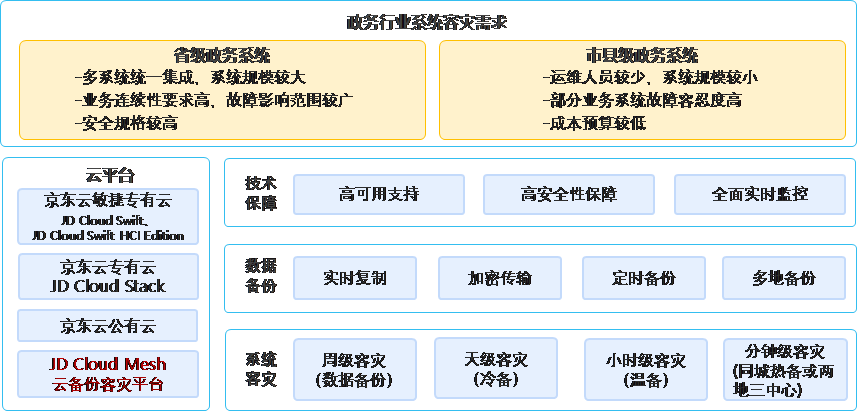 政务行业系统容灾需求
省级政务系统
-多系统统一集成、系统规模较大
-业务连续性要求高、故障影响范围较广
-安全规格较高
市县级政务系统
-运维人员较少、系统规模较小
-部分业务系统故障容忍度高
-成本预算较低
云平台
京东云敏捷专有云
JD Cloud Swift、
JD Cloud Swift HCI Edition
京东云专有云
JD Cloud Stack
京东云公有云
JD Cloud Mesh
云备份容灾平台
技术
保障
高可用支持
高安全性保障
全面实时监控
数据
备份
实时复制
加密传输
定时备份
多地备份
系统
容灾
周级容灾
(数据备份)
天级容灾
(冷备)
小时级容灾
(温备)
分钟级容灾
(同城热备或两
地三中心)